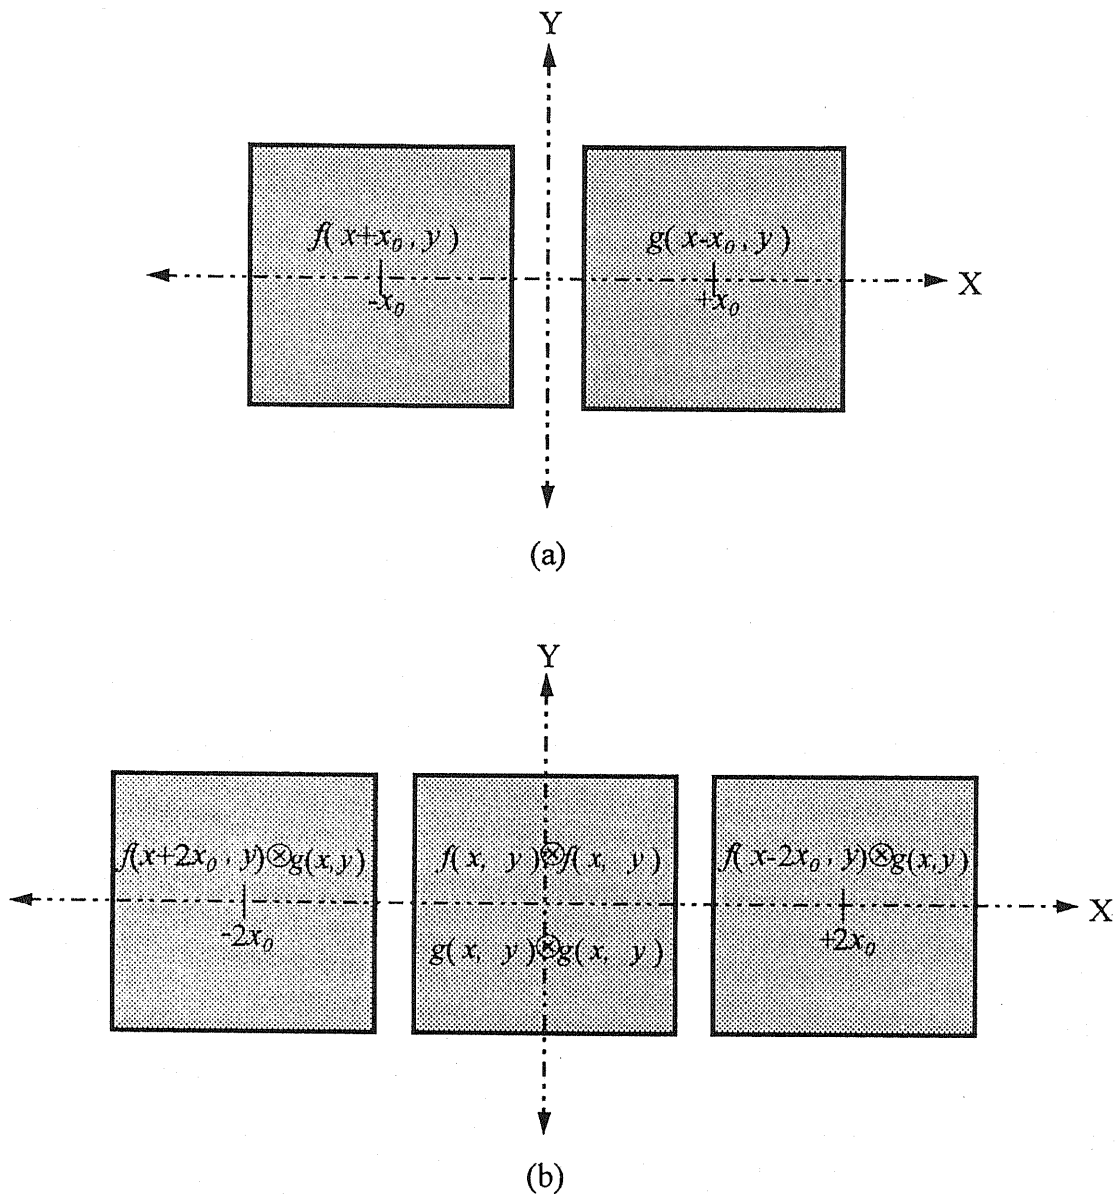 Y
f( x+x₀ , y )
g( x-x₀ , y )
-x₀
+x₀
X
(a)
Y
f(x+2x₀ , y)⊗g(x,y)
f( x, y )⊗f( x, y )
f( x-2x₀ , y)⊗g(x,y)
X
-2x₀
+2x₀
g( x, y )⊗g( x, y )
(b)